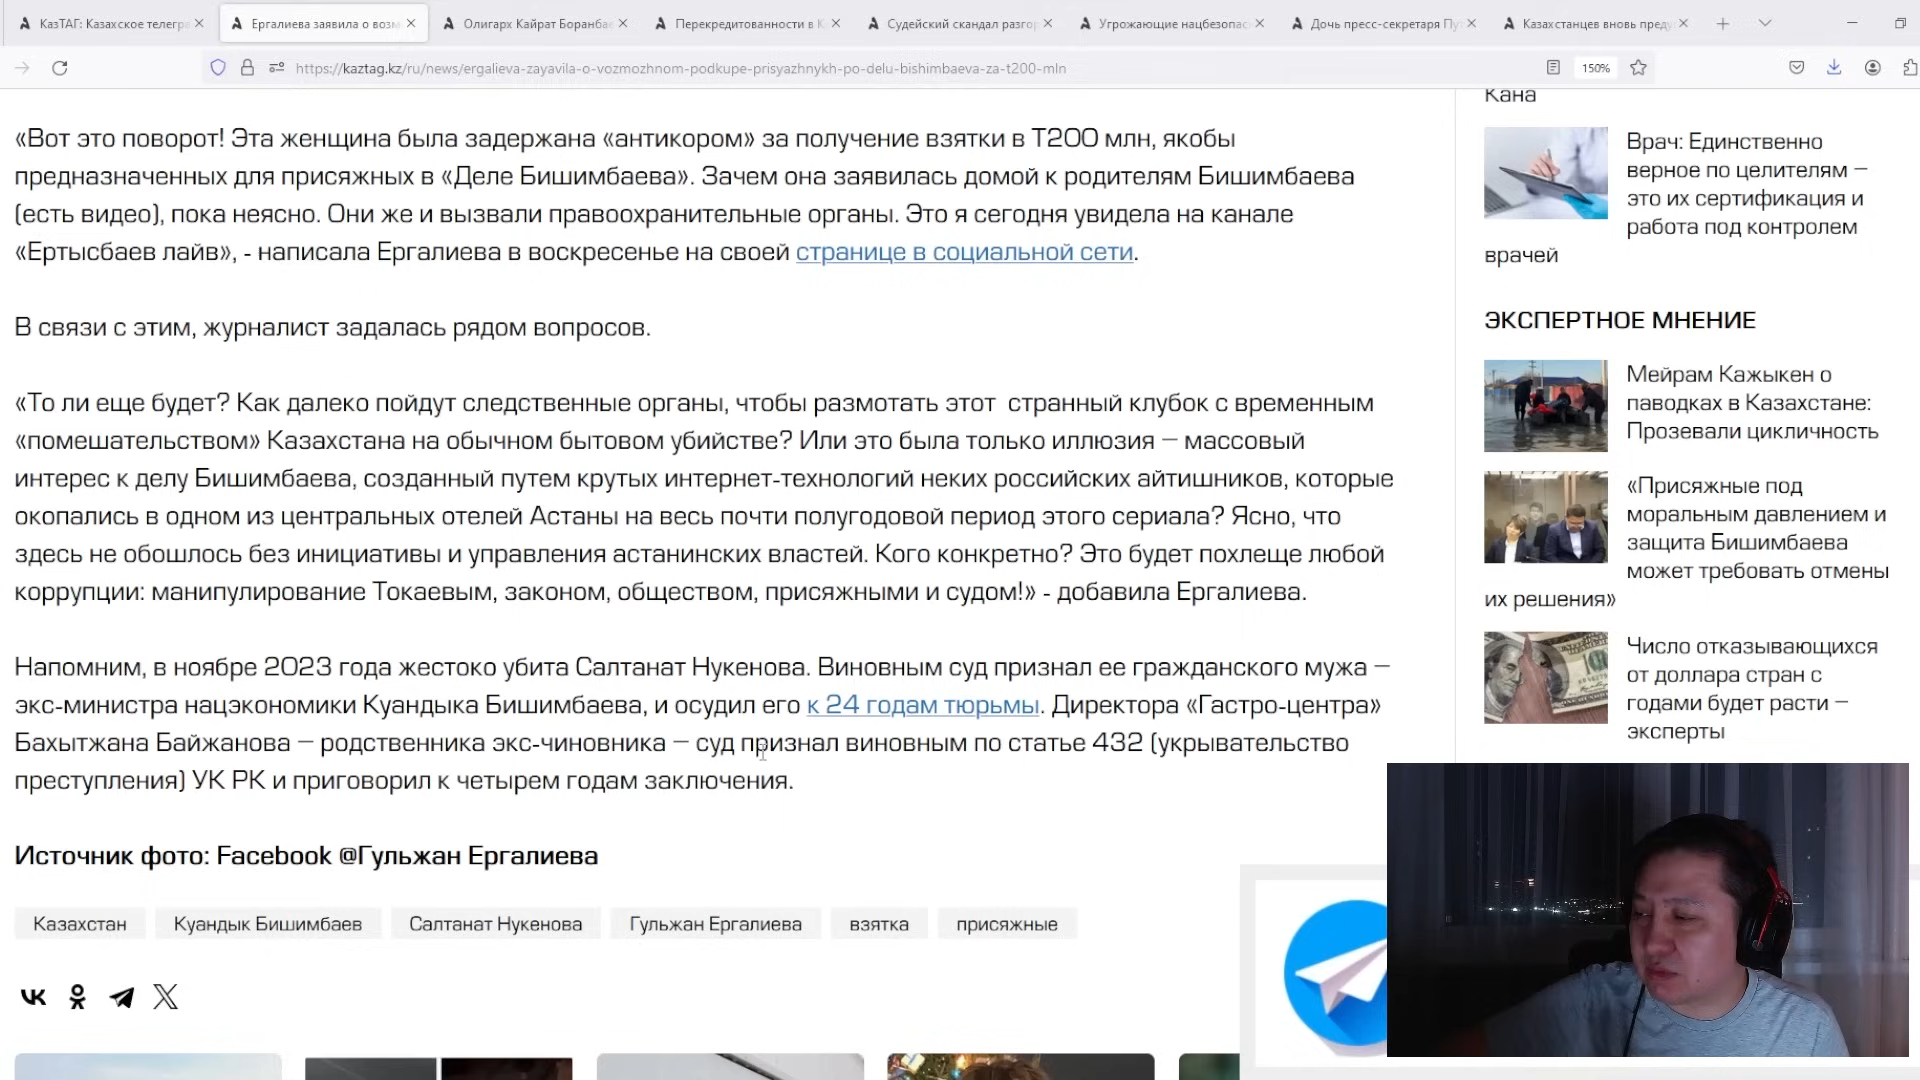 КазТАГ: Казахское телегр
Ергалиева заявила о возм
Олигарх Кайрат Боранбае
Перекредитованности в К
Судейский скандал разгор
Угрожающие нацбезопас
Дочь пресс-секретаря Пу
Казахстанцев вновь преду
https://kaztag.kz/ru/news/ergalieva-zayavila-o-vozmozhnom-podkupe-prisyazhnykh-po-delu-bishimbaeva-za-t200-mln
150%
«Вот это поворот! Эта женщина была задержана «антикором» за получение взятки в Т200 млн, якобы
предназначенных для присяжных в «Деле Бишимбаева». Зачем она заявилась домой к родителям Бишимбаева
(есть видео), пока неясно. Они же и вызвали правоохранительные органы. Это я сегодня увидела на канале
«Ертысбаев лайв», - написала Ергалиева в воскресенье на своей странице в социальной сети.
В связи с этим, журналист задалась рядом вопросов.
«То ли еще будет? Как далеко пойдут следственные органы, чтобы размотать этот странный клубок с временным
«помешательством» Казахстана на обычном бытовом убийстве? Или это была только иллюзия – массовый
интерес к делу Бишимбаева, созданный путем крутых интернет-технологий неких российских айтишников, которые
окопались в одном из центральных отелей Астаны на весь почти полугодовой период этого сериала? Ясно, что
здесь не обошлось без инициативы и управления астанинских властей. Кого конкретно? Это будет похлеще любой
коррупции: манипулирование Токаевым, законом, обществом, присяжными и судом!» - добавила Ергалиева.
Напомним, в ноябре 2023 года жестоко убита Салтанат Нукенова. Виновным суд признал ее гражданского мужа –
экс-министра нацэкономики Куандыка Бишимбаева, и осудил его к 24 годам тюрьмы. Директора «Гастро-центра»
Бахытжана Байжанова – родственника экс-чиновника – суд признал виновным по статье 432 (укрывательство
преступления) УК РК и приговорил к четырем годам заключения.
Источник фото: Facebook @Гульжан Ергалиева
Казахстан
Куандык Бишимбаев
Салтанат Нукенова
Гульжан Ергалиева
взятка
присяжные
Кана
Врач: Единственно
верное по целителям –
это их сертификация и
работа под контролем
врачей
ЭКСПЕРТНОЕ МНЕНИЕ
Мейрам Кажыкен о
паводках в Казахстане:
Прозевали цикличность
«Присяжные под
моральным давлением и
защита Бишимбаева
может требовать отмены
их решения»
Число отказывающихся
от доллара стран с
годами будет расти –
эксперты